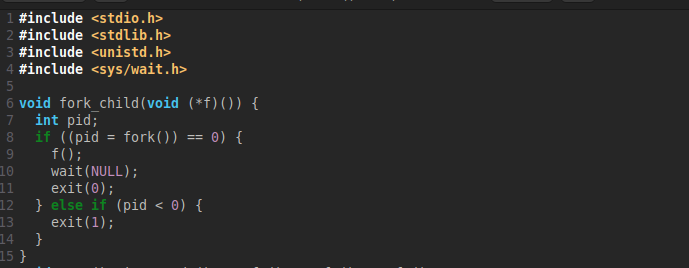 1 #include <stdio.h>
2 #include <stdlib.h>
3 #include <unistd.h>
4 #include <sys/wait.h>
5
6 void fork_child(void (*f)()) {
7   int pid;
8   if ((pid = fork()) == 0) {
9     f();
10     wait(NULL);
11     exit(0);
12   } else if (pid < 0) {
13     exit(1);
14   }
15 }